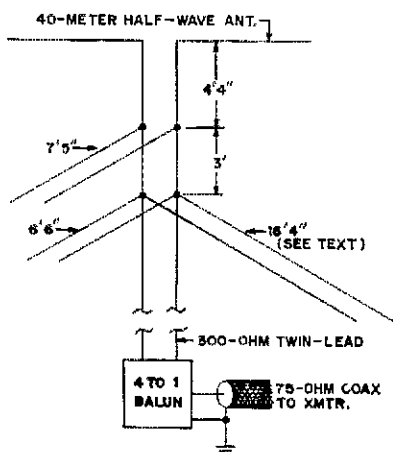 40-METER HALF-WAVE ANT.
4'4"
7'5"
3'
6'6"
16'4"
(SEE TEXT)
300-OHM TWIN-LEAD
4 TO 1
BALUN
75-OHM COAX
TO XMTR.